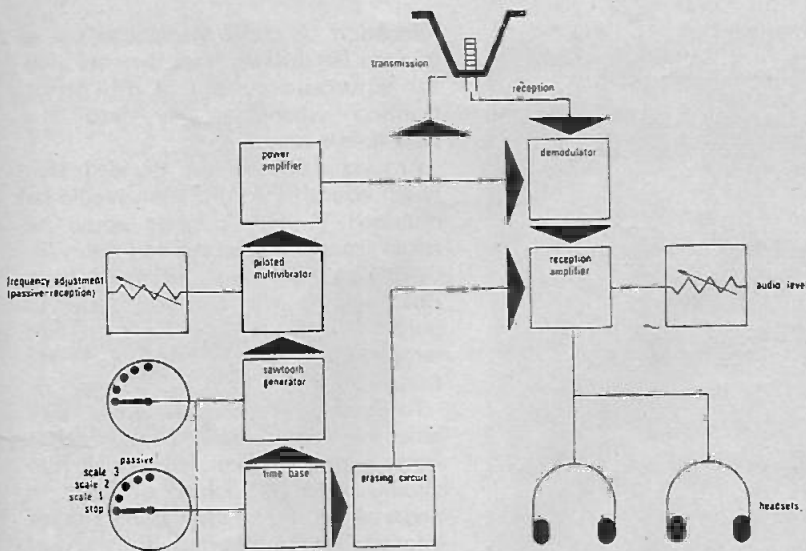 transmission
reception
power
amplifier
demodulator
frequency adjustment
(passive-reception)
piloted
multivibrator
reception
amplifier
audio level
sawtooth
generator
passive
scale 3
scale 2
scale 1
stop
time base
erasing circuit
headsets